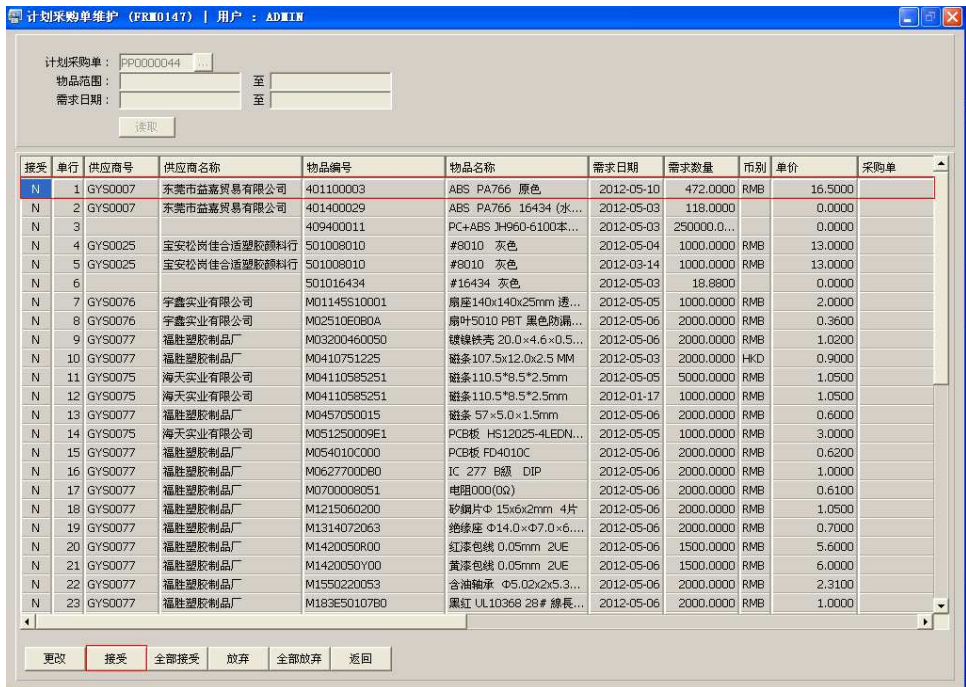 计划采购单维护 (FRM0147) | 用户 : ADMIN
计划采购单： PP0000044 ...
物品范围： 至
需求日期： 至
读取
接受 单行 供应商号 供应商名称 物品编号 物品名称 需求日期 需求数量 币别 单价 采购单
N 1 GYS0007 东莞市益嘉贸易有限公司 401100003 ABS PA766 原色 2012-05-10 472.0000 RMB 16.5000
N 2 GYS0007 东莞市益嘉贸易有限公司 401400029 ABS PA766 16434 (水... 2012-05-03 118.0000 0.0000
N 3 409400011 PC+ABS JH960-6100本... 2012-05-03 250000.0... 0.0000
N 4 GYS0025 宝安松岗佳合适塑胶颜料行 501008010 #8010 灰色 2012-05-04 1000.0000 RMB 13.0000
N 5 GYS0025 宝安松岗佳合适塑胶颜料行 501008010 #8010 灰色 2012-03-14 1000.0000 RMB 13.0000
N 6 501016434 #16434 灰色 2012-05-03 18.8800 0.0000
N 7 GYS0076 宇鑫实业有限公司 M01145S10001 扇座140x140x25mm 透... 2012-05-05 1000.0000 RMB 2.0000
N 8 GYS0076 宇鑫实业有限公司 M02510E0B0A 扇叶5010 PBT 黑色防漏... 2012-05-06 2000.0000 RMB 0.3600
N 9 GYS0077 福胜塑胶制品厂 M03200460050 镀镍铁壳 20.0×4.6×0.5... 2012-05-06 2000.0000 RMB 1.0200
N 10 GYS0077 福胜塑胶制品厂 M0410751225 磁条107.5x12.0x2.5 MM 2012-05-03 2000.0000 HKD 0.9000
N 11 GYS0075 海天实业有限公司 M04110585251 磁条110.5*8.5*2.5mm 2012-05-05 5000.0000 RMB 1.0500
N 12 GYS0075 海天实业有限公司 M04110585251 磁条110.5*8.5*2.5mm 2012-01-17 1000.0000 RMB 1.0500
N 13 GYS0077 福胜塑胶制品厂 M0457050015 磁条 57×5.0×1.5mm 2012-05-06 2000.0000 RMB 0.6000
N 14 GYS0075 海天实业有限公司 M051250009E1 PCB板 HS12025-4LEDN... 2012-05-05 1000.0000 RMB 3.0000
N 15 GYS0077 福胜塑胶制品厂 M054010C000 PCB板 FD4010C 2012-05-06 2000.0000 RMB 0.6200
N 16 GYS0077 福胜塑胶制品厂 M0627700DB0 IC 277 B级 DIP 2012-05-06 2000.0000 RMB 1.0000
N 17 GYS0077 福胜塑胶制品厂 M0700008051 电阻000(0Ω) 2012-05-06 2000.0000 RMB 0.6100
N 18 GYS0077 福胜塑胶制品厂 M1215060200 矽鋼片Φ 15x6x2mm 4片 2012-05-06 2000.0000 RMB 1.0500
N 19 GYS0077 福胜塑胶制品厂 M1314072063 绝缘座 Φ14.0×Φ7.0×6.... 2012-05-06 2000.0000 RMB 0.7000
N 20 GYS0077 福胜塑胶制品厂 M1420050R00 红漆包线 0.05mm 2UE 2012-05-06 1500.0000 RMB 5.6000
N 21 GYS0077 福胜塑胶制品厂 M1420050Y00 黄漆包线 0.05mm 2UE 2012-05-06 1500.0000 RMB 6.0000
N 22 GYS0077 福胜塑胶制品厂 M1550220053 含油轴承 Φ5.02x2x5.3... 2012-05-06 2000.0000 RMB 2.3100
N 23 GYS0077 福胜塑胶制品厂 M183E50107B0 黑红 UL10368 28# 線長... 2012-05-06 2000.0000 RMB 1.0000
更改 接受 全部接受 放弃 全部放弃 返回